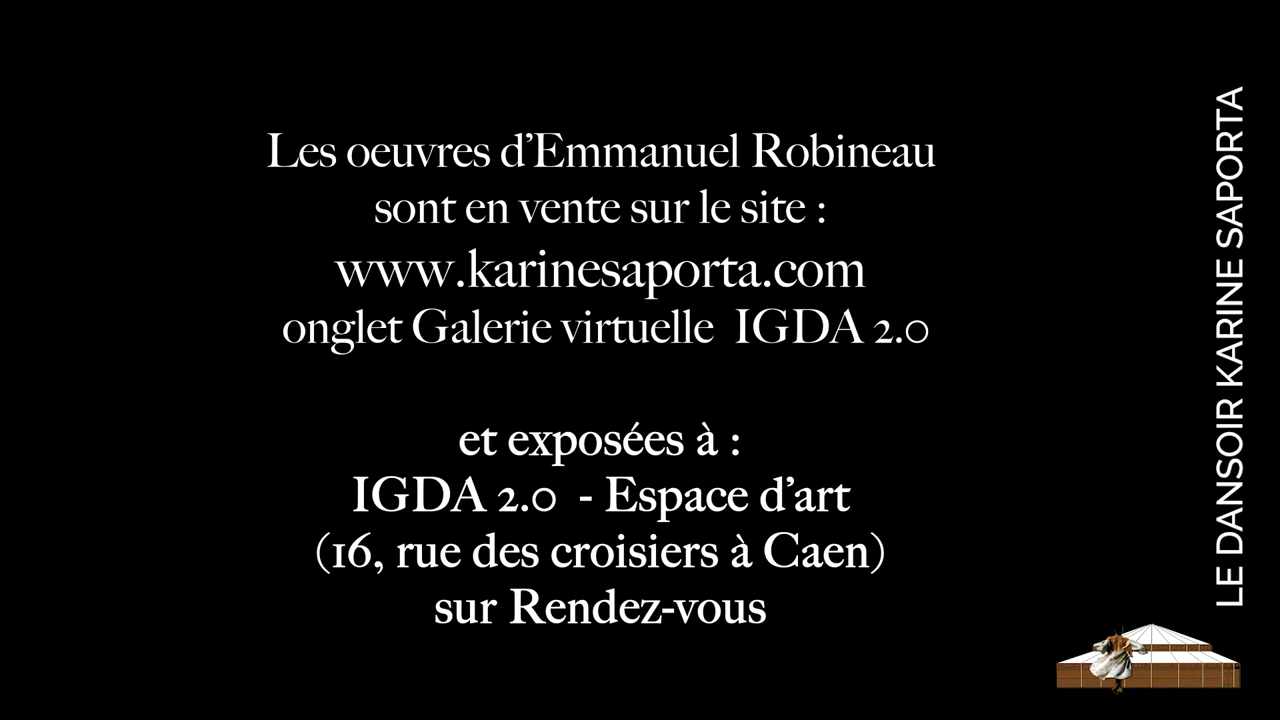 Les oeuvres d'Emmanuel Robineau
sont en vente sur le site :
www.karinesaporta.com
onglet Galerie virtuelle IGDA 2.0
et exposées à :
IGDA 2.0 - Espace d'art
(16, rue des croisiers à Caen)
sur Rendez-vous
LE DANSOIR KARINE SAPORTA